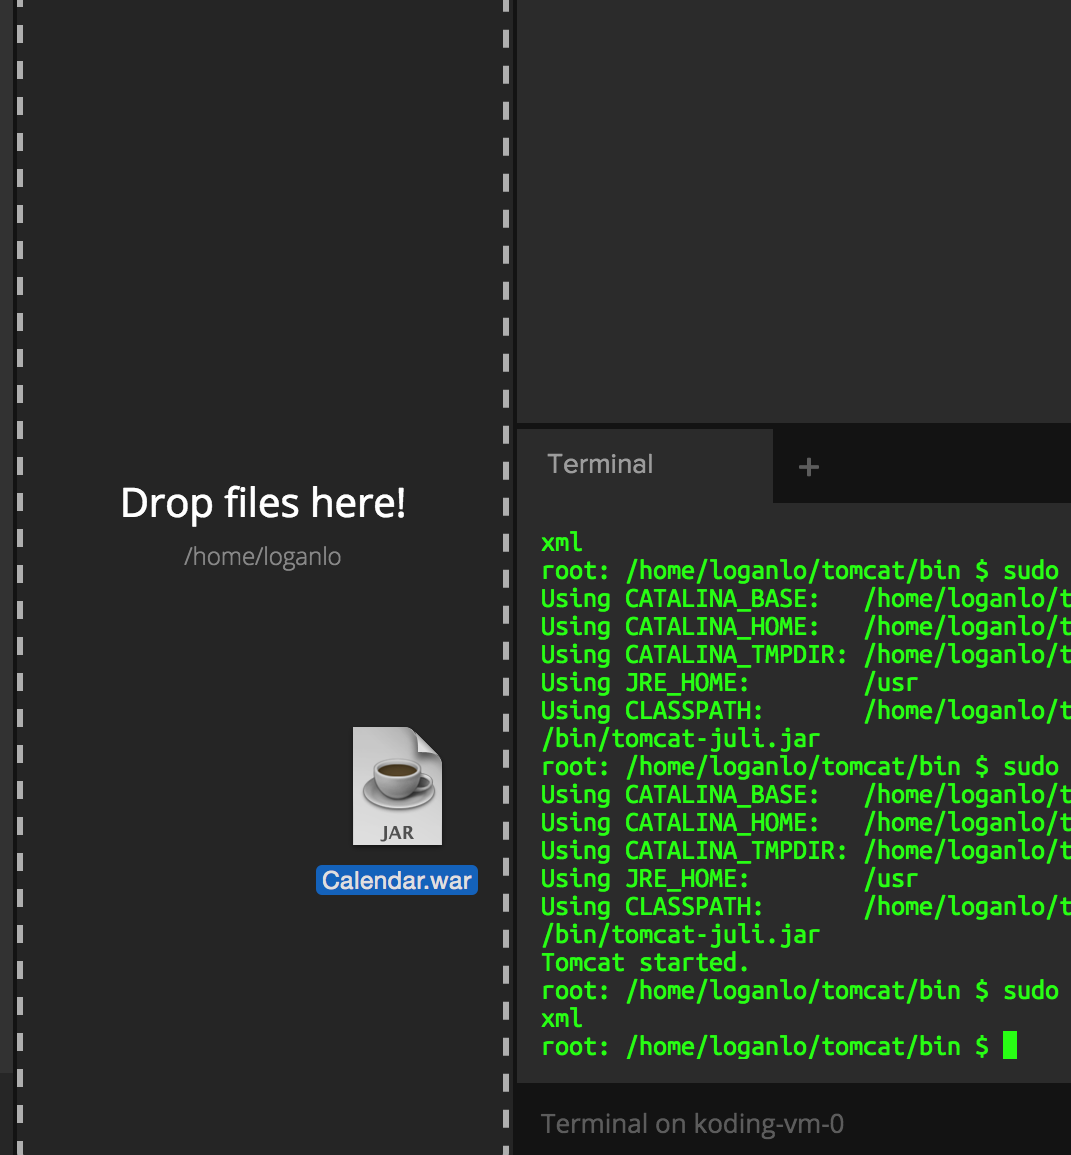 Drop files here!
/home/loganlo
JAR
Calendar.war
Terminal +
xml
root: /home/loganlo/tomcat/bin $ sudo
Using CATALINA_BASE: /home/loganlo/t
Using CATALINA_HOME: /home/loganlo/t
Using CATALINA_TMPDIR: /home/loganlo/t
Using JRE_HOME: /usr
Using CLASSPATH: /home/loganlo/t
/bin/tomcat-juli.jar
root: /home/loganlo/tomcat/bin $ sudo
Using CATALINA_BASE: /home/loganlo/t
Using CATALINA_HOME: /home/loganlo/t
Using CATALINA_TMPDIR: /home/loganlo/t
Using JRE_HOME: /usr
Using CLASSPATH: /home/loganlo/t
/bin/tomcat-juli.jar
Tomcat started.
root: /home/loganlo/tomcat/bin $ sudo
xml
root: /home/loganlo/tomcat/bin $
Terminal on koding-vm-0